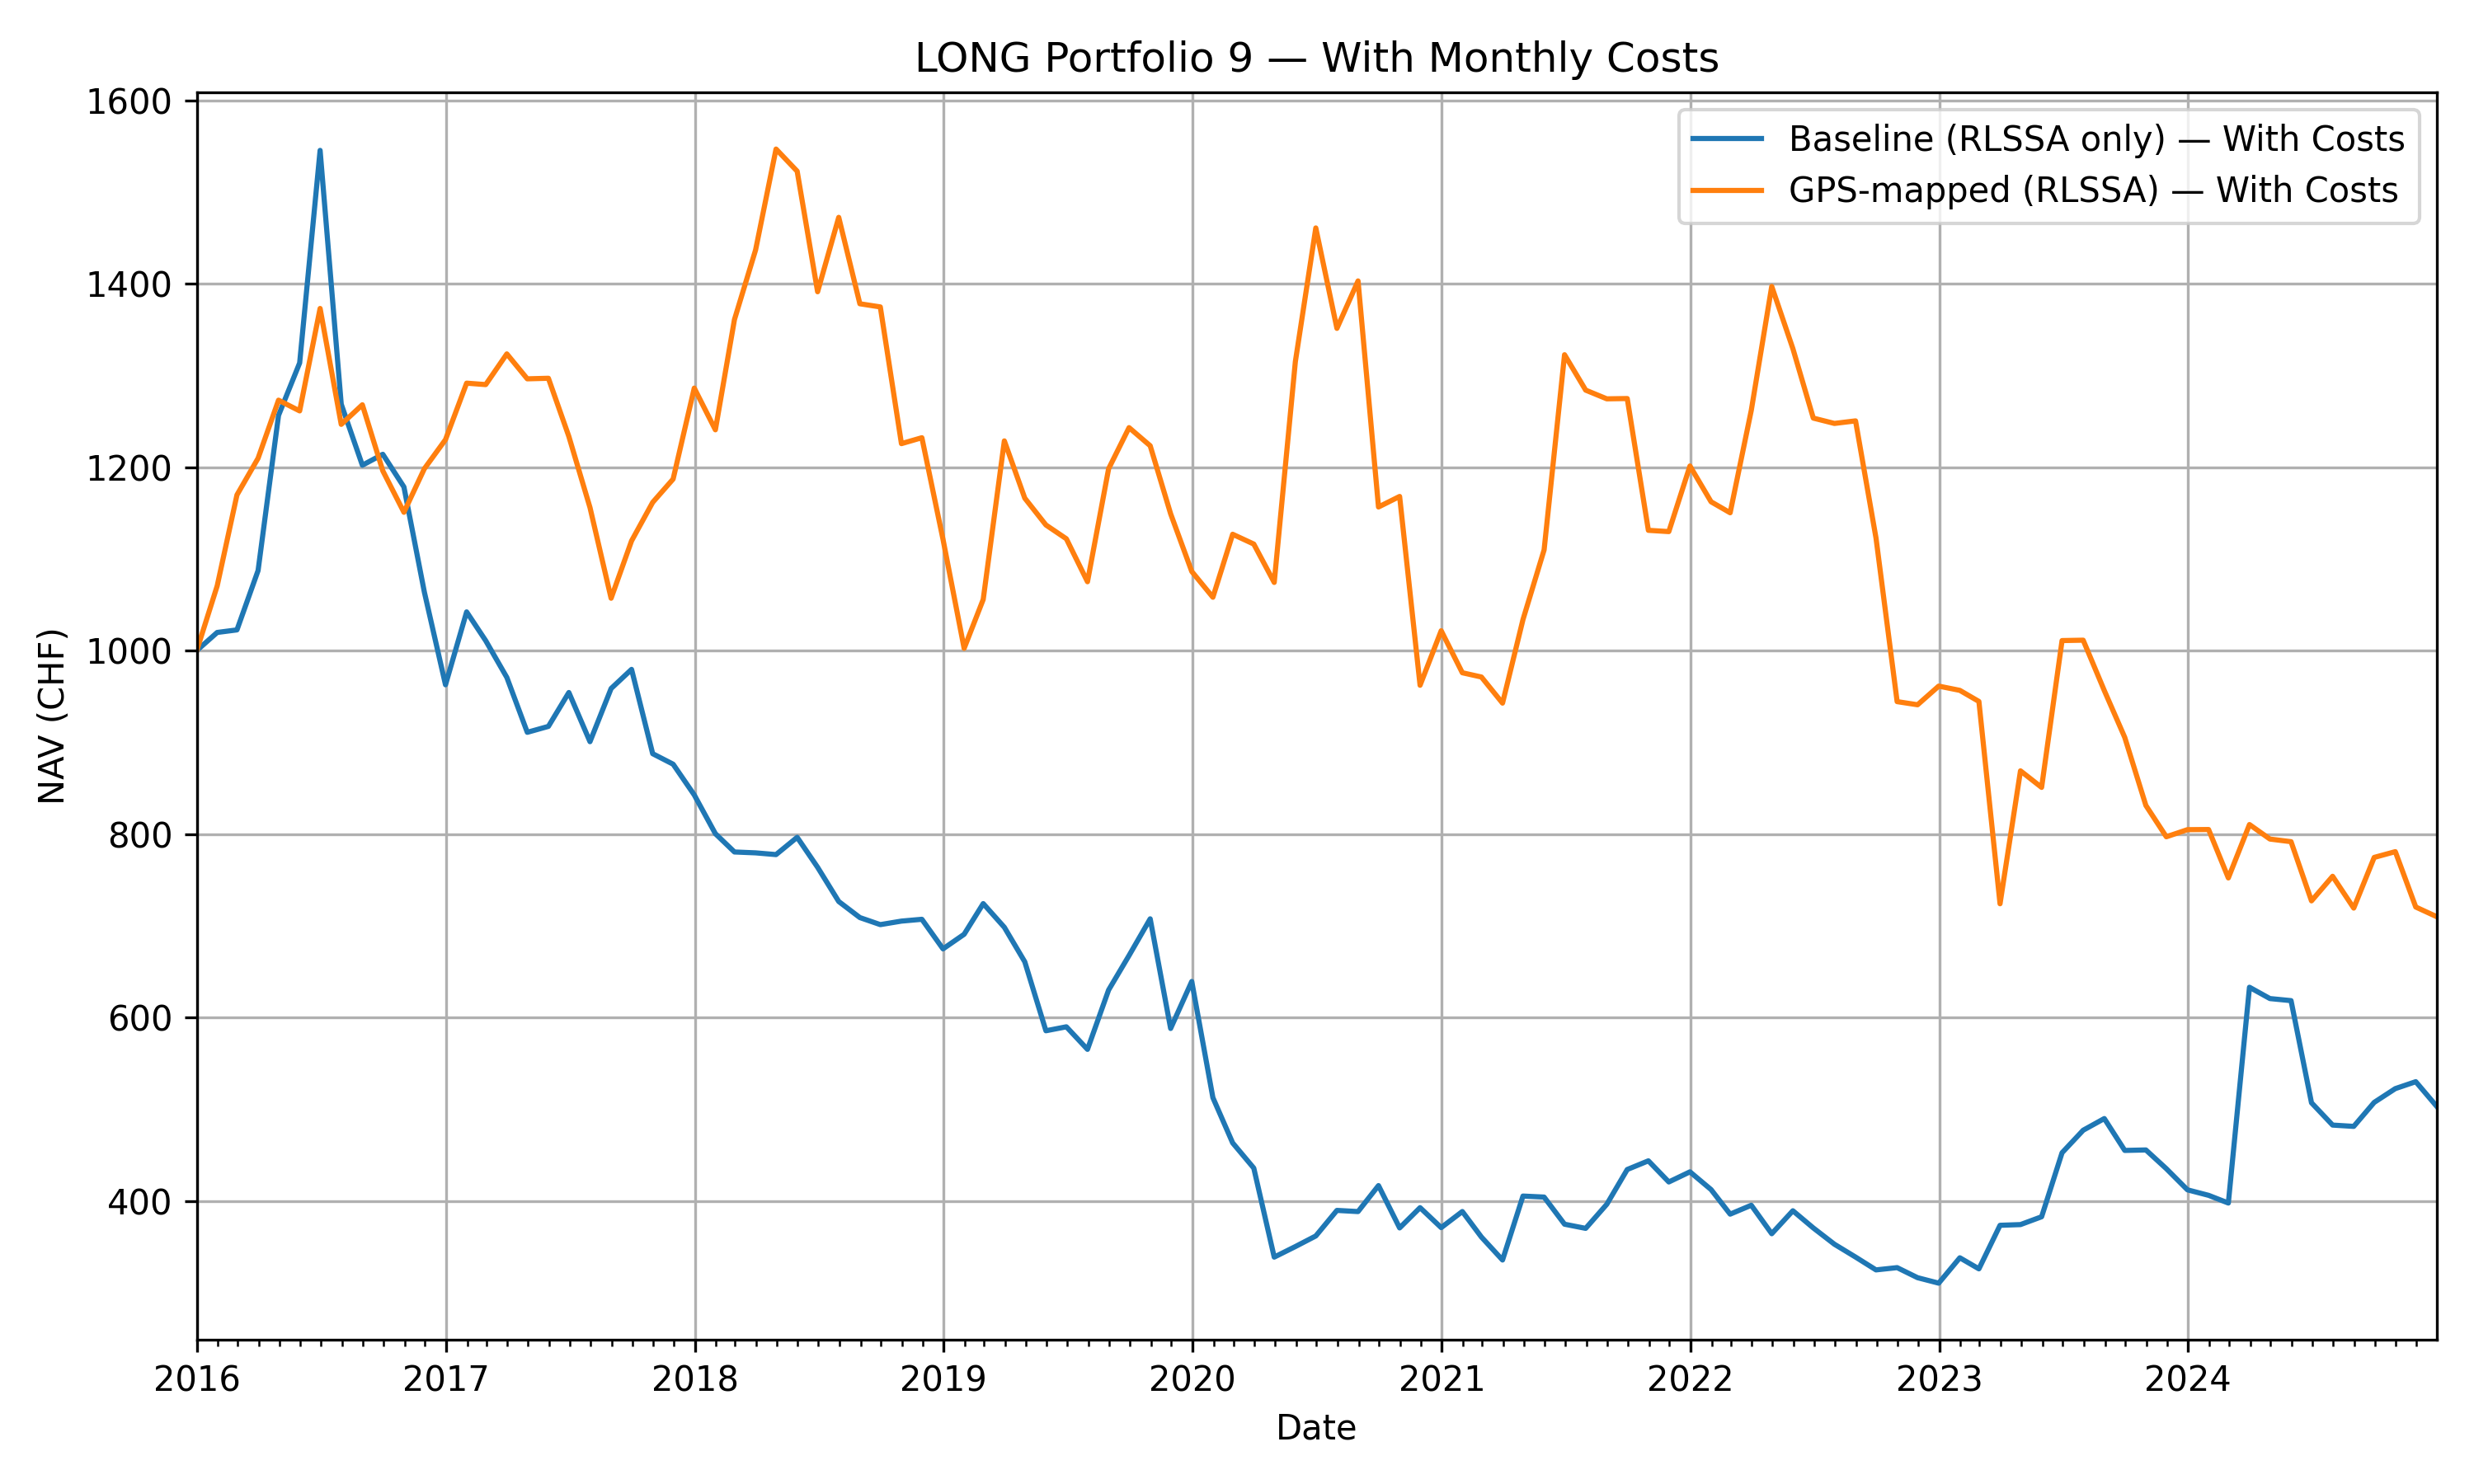 LONG Portfolio 9 — With Monthly Costs
Baseline (RLSSA only) — With Costs
GPS-mapped (RLSSA) — With Costs
1600
1400
1200
1000
800
600
400
NAV (CHF)
2016 2017 2018 2019 2020 2021 2022 2023 2024
Date